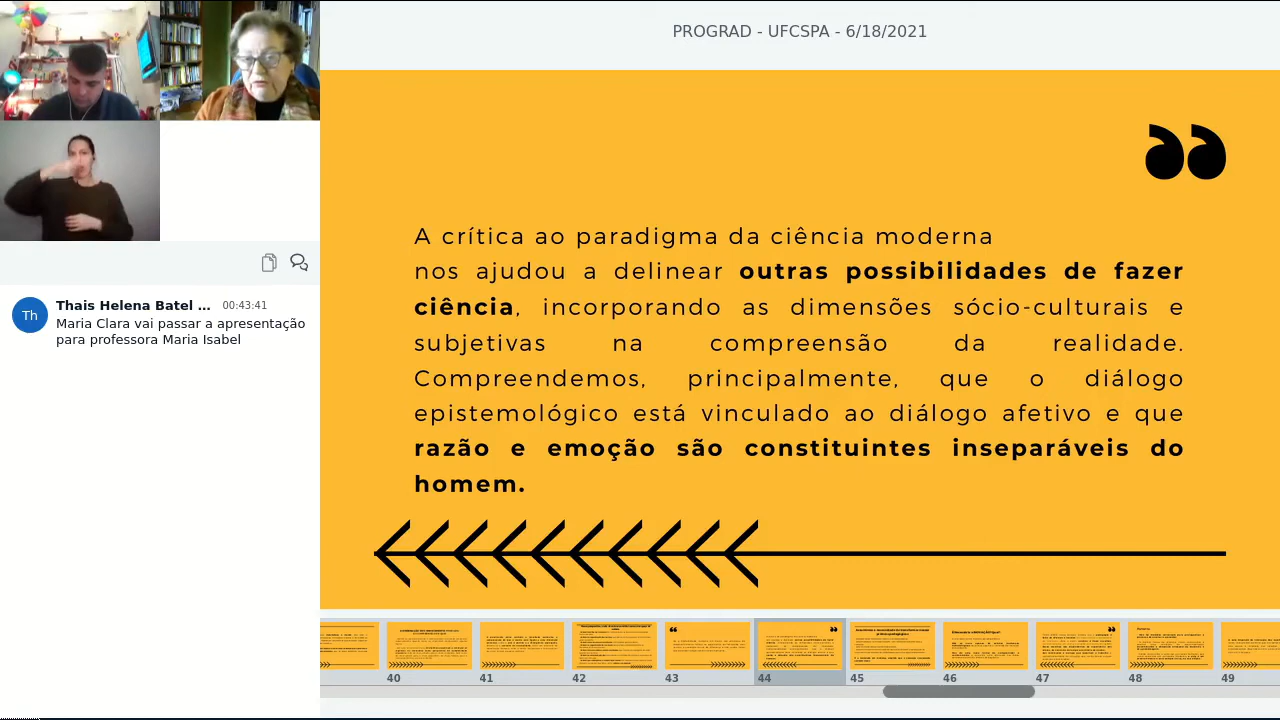 PROGRAD - UFCSPA - 6/18/2021
Th
Thais Helena Batel ... 00:43:41
Maria Clara vai passar a apresentação
para professora Maria Isabel
A crítica ao paradigma da ciência moderna
nos ajudou a delinear outras possibilidades de fazer
ciência, incorporando as dimensões sócio-culturais e
subjetivas na compreensão da realidade.
Compreendemos, principalmente, que o diálogo
epistemológico está vinculado ao diálogo afetivo e que
razão e emoção são constituintes inseparáveis do
homem.
40 41 42 43 44 45 46 47 48 49